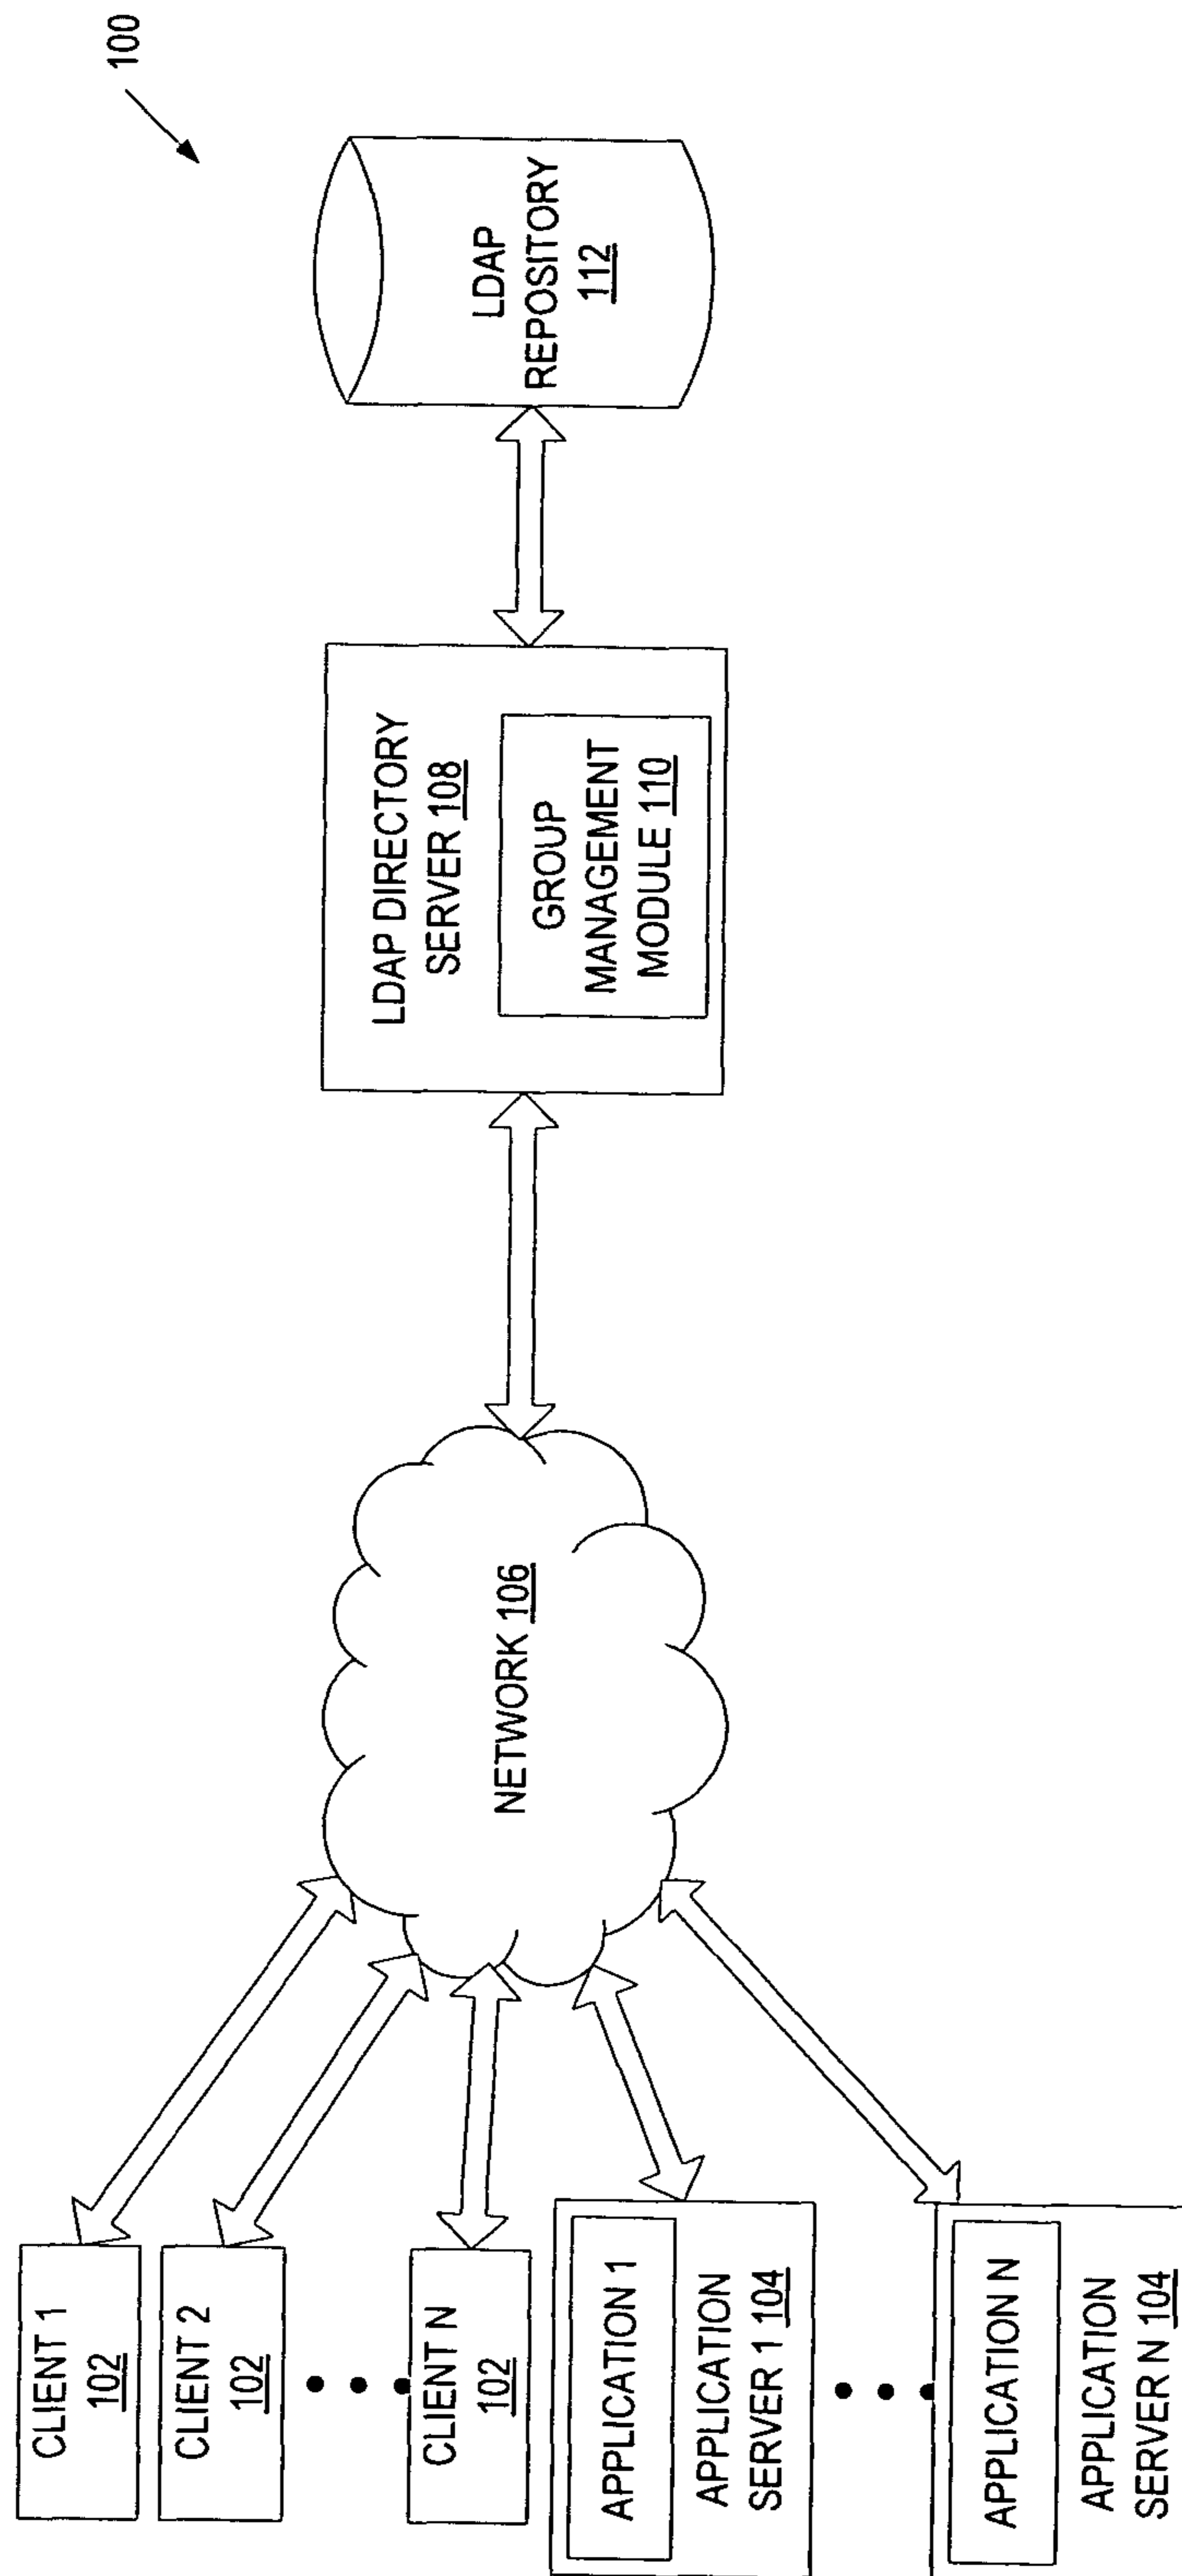 100
CLIENT 1
102
CLIENT 2
102
CLIENT N
102
APPLICATION 1
APPLICATION
SERVER 1 104
APPLICATION N
APPLICATION
SERVER N 104
NETWORK 106
LDAP DIRECTORY
SERVER 108
GROUP
MANAGEMENT
MODULE 110
LDAP
REPOSITORY
112